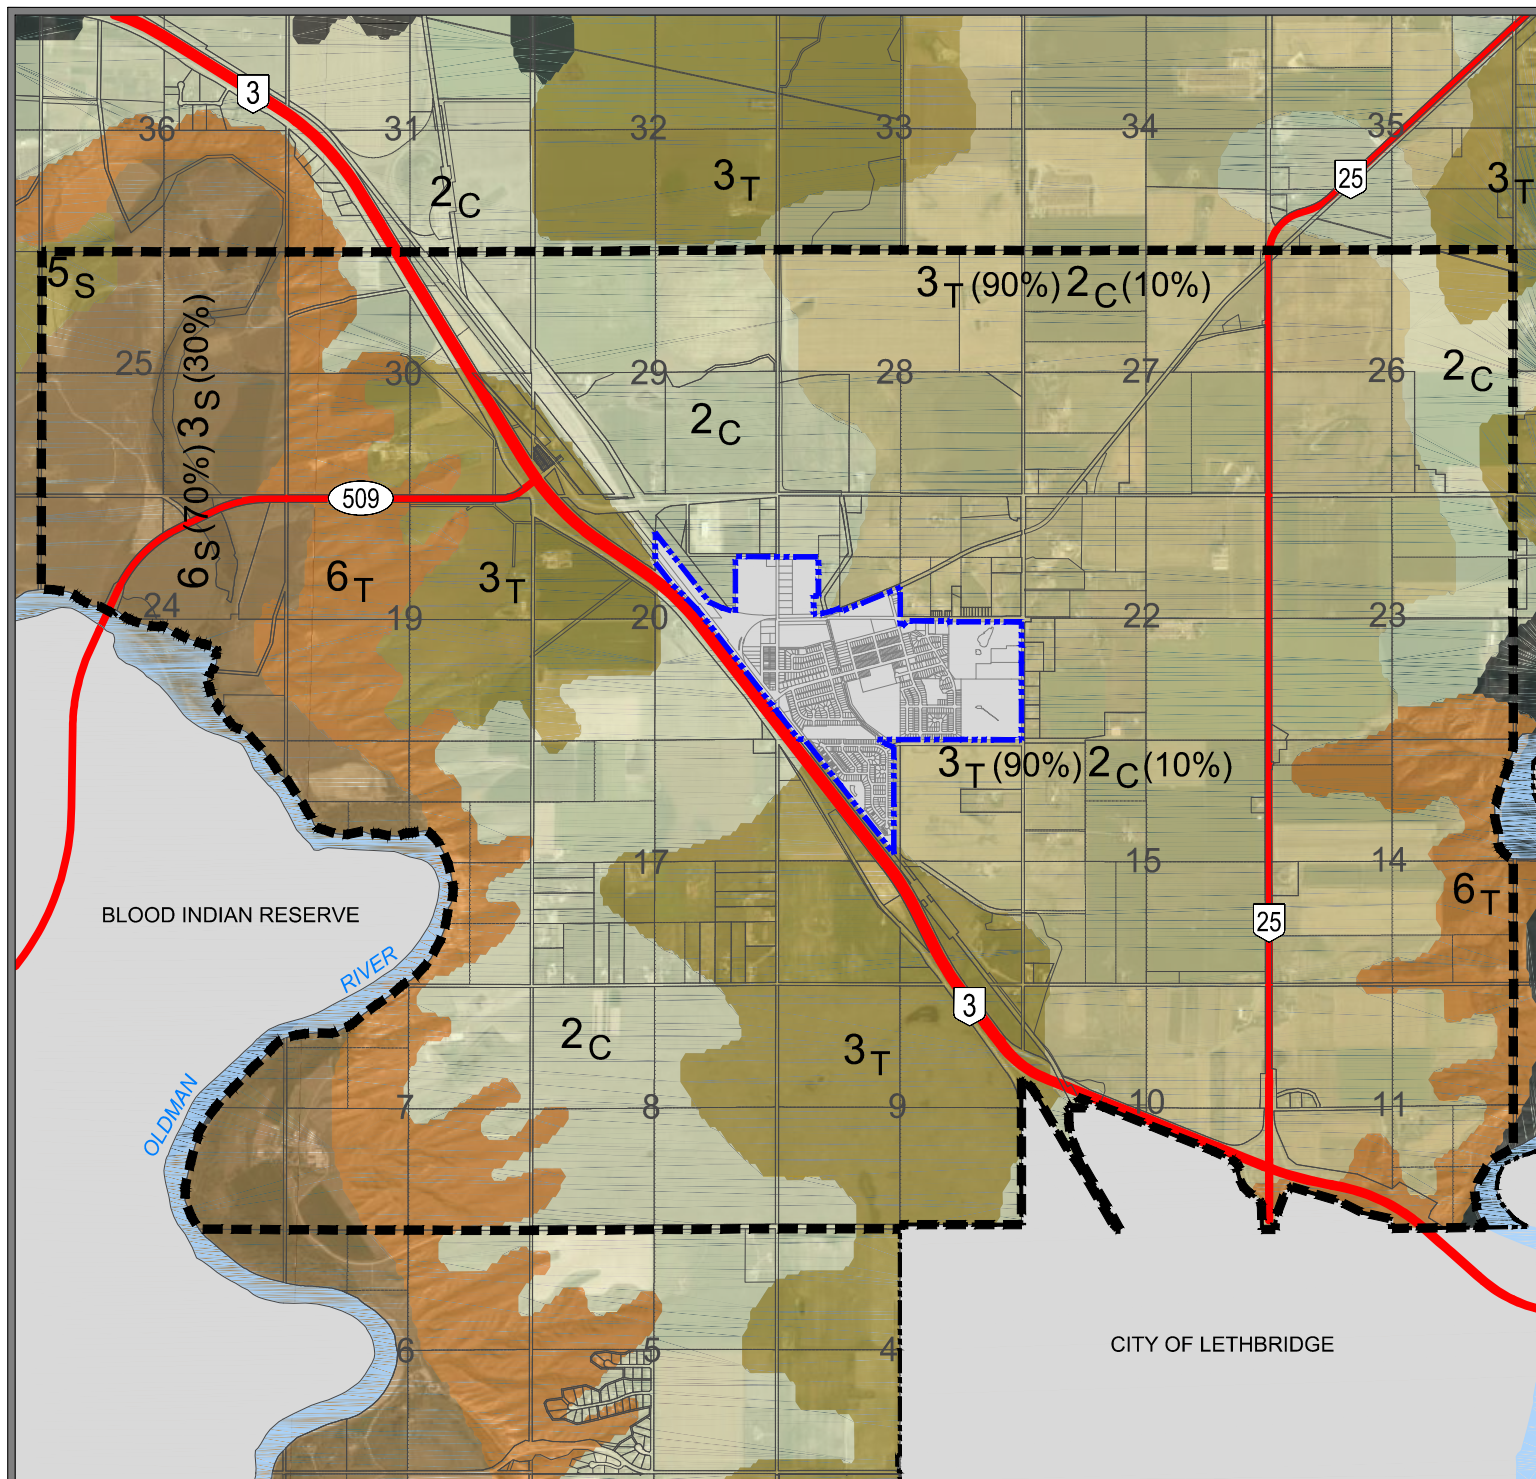 3
36
31
32
33
34
35
25
2C
3T
3T
5S
3T (90%) 2C (10%)
6S (70%) 3S (30%)
25
30
29
28
27
26
2C
2C
509
24
6T
19
3T
20
22
23
3T (90%) 2C (10%)
17
15
14
6T
BLOOD INDIAN RESERVE
25
RIVER
3
2C
3T
OLDMAN
7
8
9
10
11
6
5
4
CITY OF LETHBRIDGE